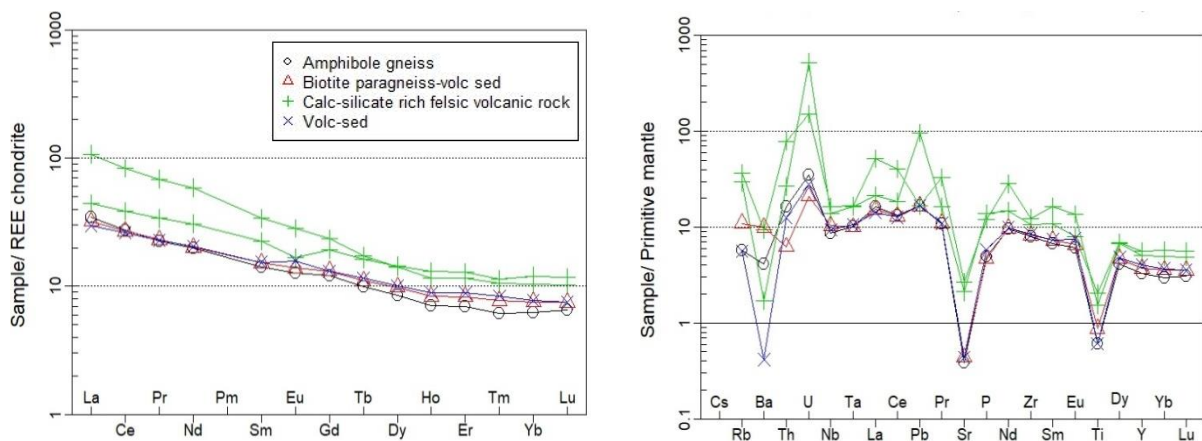 Sample/ REE chondrite
1000
100
10
1
Amphibole gneiss
Biotite paragneiss-volc sed
Calc-silicate rich felsic volcanic rock
Volc-sed
La Pr Pm Eu Tb Ho Tm Lu
Ce Nd Sm Gd Dy Er Yb
Sample/ Primitive mantle
1000
100
10
1
0.1
Cs Ba U Ta Ce Pr P Zr Eu Dy Yb
Rb Th Nb La Pb Sr Nd Sm Ti Y Lu